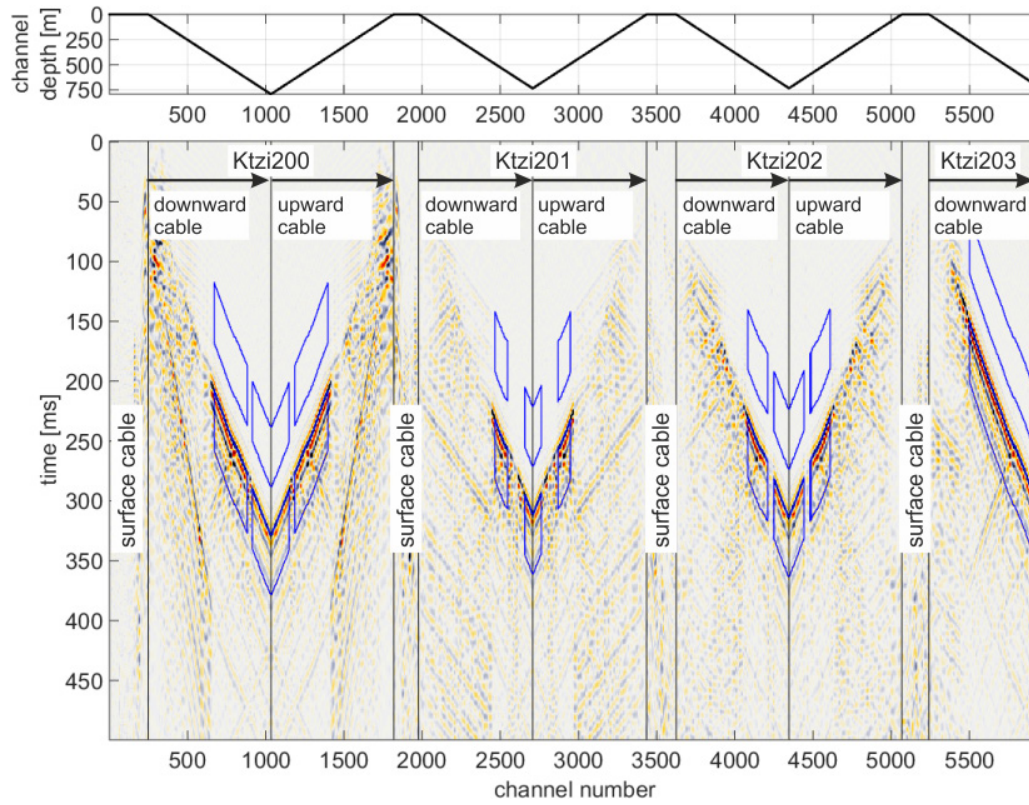 channel
depth [m]
0
250
500
750
500 1000 1500 2000 2500 3000 3500 4000 4500 5000 5500
Ktzi200 Ktzi201 Ktzi202 Ktzi203
downward cable
upward cable
downward cable
upward cable
downward cable
upward cable
downward cable
surface cable
surface cable
surface cable
surface cable
time [ms]
0
50
100
150
200
250
300
350
400
450
500 1000 1500 2000 2500 3000 3500 4000 4500 5000 5500
channel number